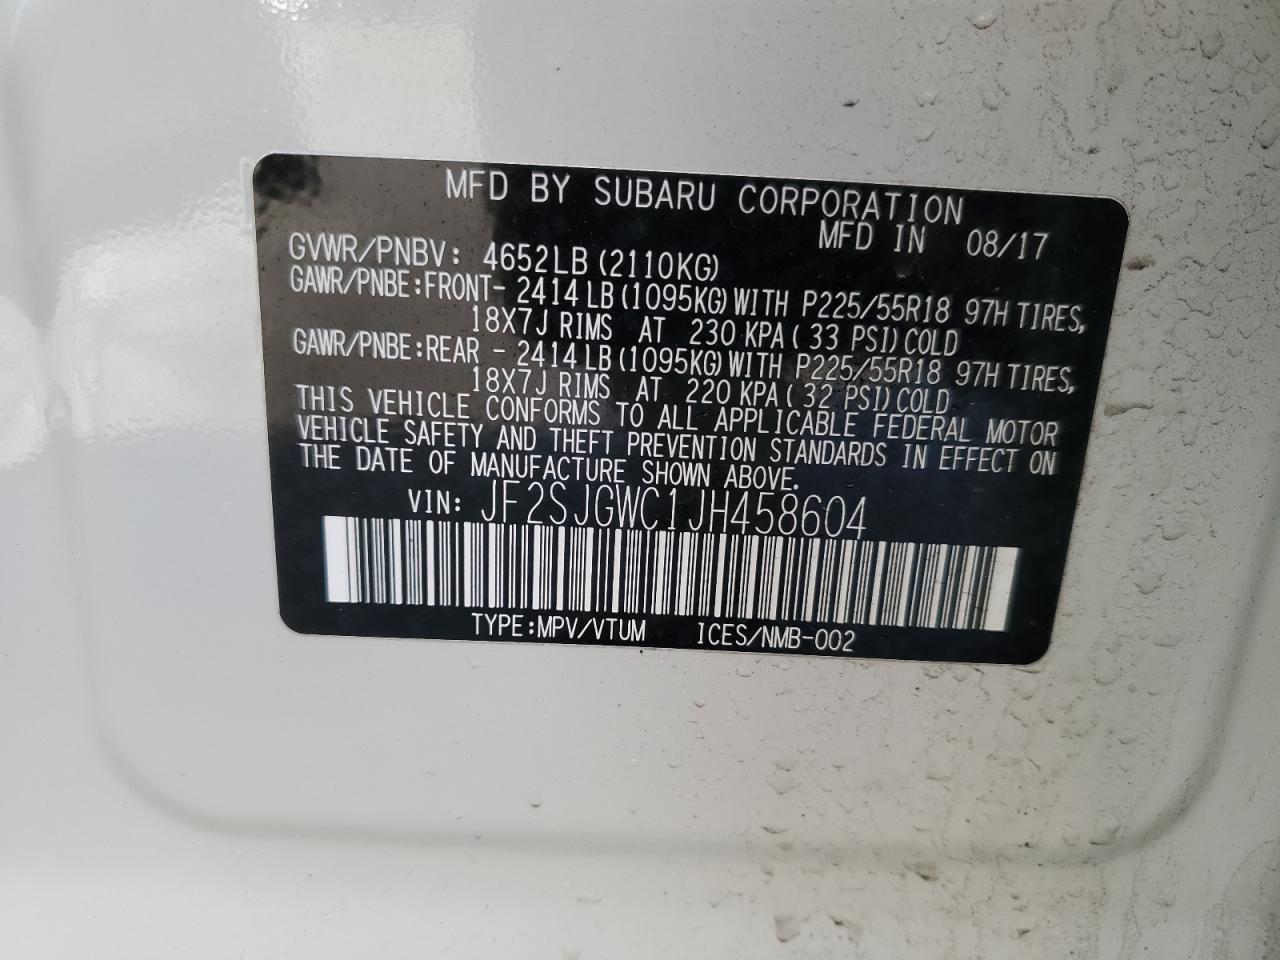 MFD BY SUBARU CORPORATION
MFD IN 08/17
GVWR/PNBV: 4652LB(2110KG)
GAWR/PNBE:FRONT- 2414LB(1095KG)WITH P225/55R18 97H TIRES,
18X7J RIMS AT 230 KPA( 33 PSI)COLD
GAWR/PNBE:REAR - 2414LB(1095KG)WITH P225/55R18 97H TIRES,
18X7J RIMS AT 220 KPA( 32 PSI)COLD
THIS VEHICLE CONFORMS TO ALL APPLICABLE FEDERAL MOTOR
VEHICLE SAFETY AND THEFT PREVENTION STANDARDS IN EFFECT ON
THE DATE OF MANUFACTURE SHOWN ABOVE.
VIN: JF2SJGWC1JH458604
TYPE:MPV/VTUM ICES/NMB-002